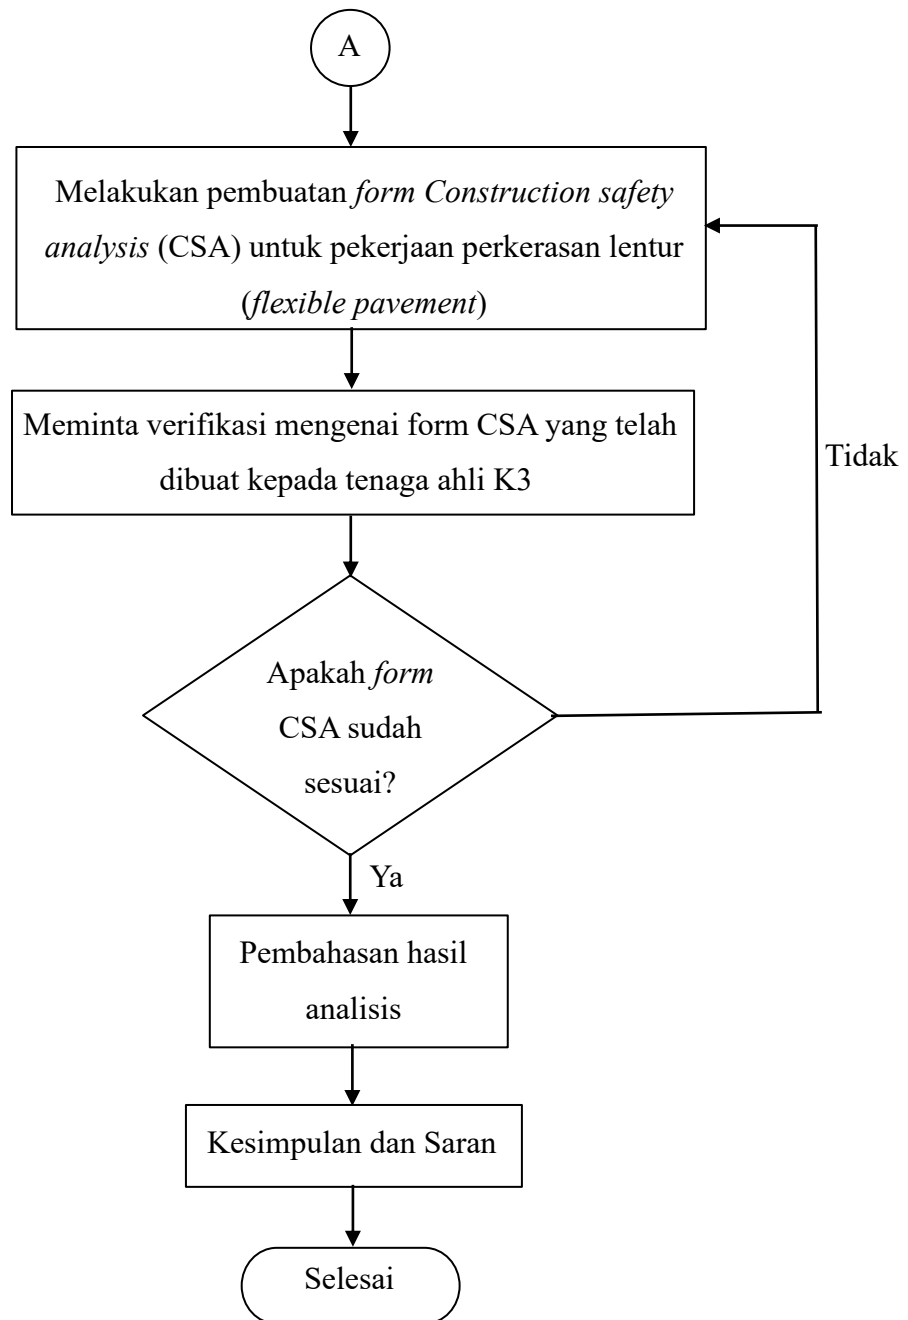 A
Melakukan pembuatan form Construction safety
analysis (CSA) untuk pekerjaan perkerasan lentur
(flexible pavement)
Meminta verifikasi mengenai form CSA yang telah
dibuat kepada tenaga ahli K3
Tidak
Apakah form
CSA sudah
sesuai?
Ya
Pembahasan hasil
analisis
Kesimpulan dan Saran
Selesai